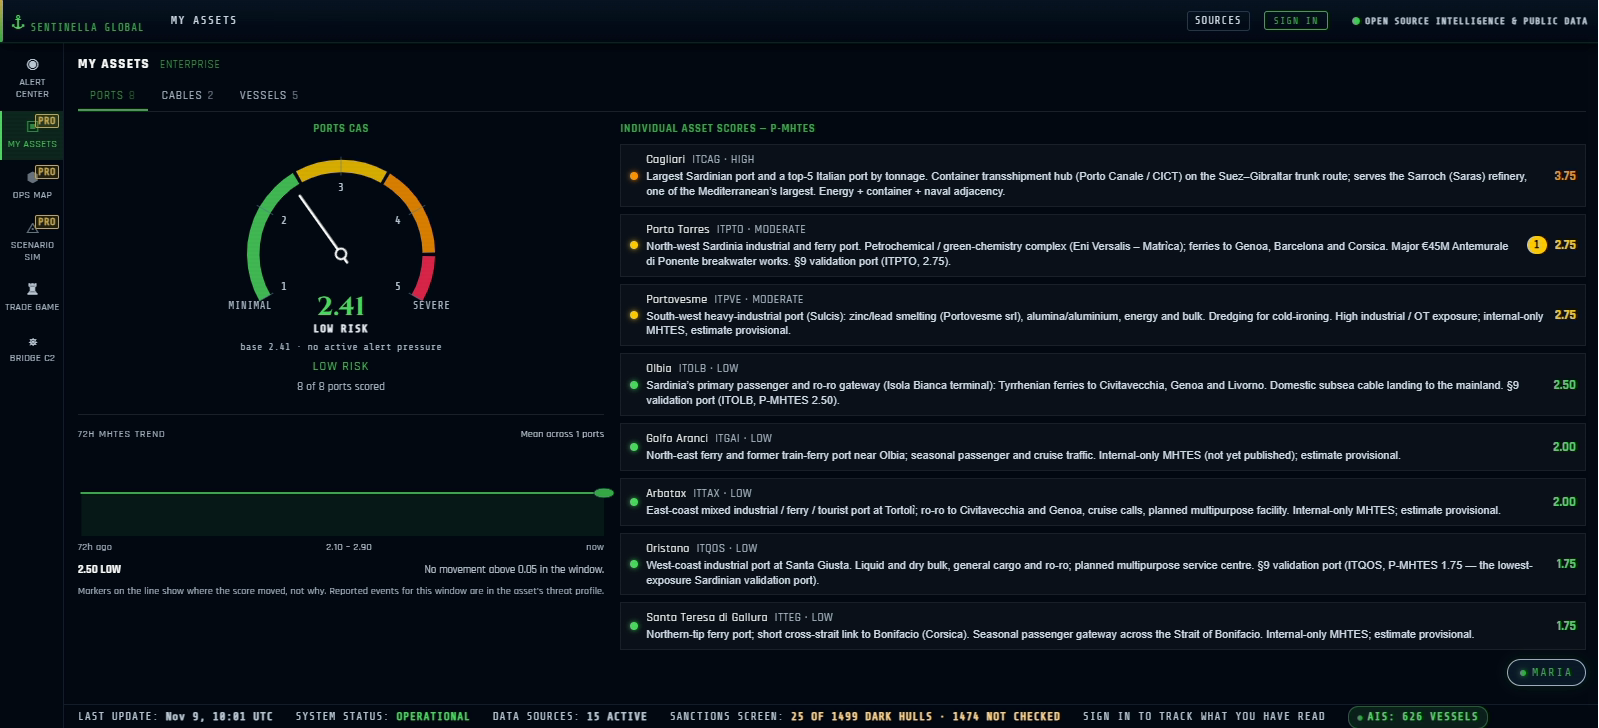 SENTINELLA GLOBAL
MY ASSETS
SOURCES
SIGN IN
OPEN SOURCE INTELLIGENCE & PUBLIC DATA
ALERT
CENTER
PRO
MY ASSETS
PRO
OPS MAP
PRO
SCENARIO
SIM
TRADE GAME
BRIDGE C2
MY ASSETS ENTERPRISE
PORTS 8 CABLES 2 VESSELS 5
PORTS CAS
3
2 4
1 5
MINIMAL SEVERE
2.41
LOW RISK
base 2.41 · no active alert pressure
LOW RISK
8 of 8 ports scored
72H MHTES TREND Mean across 1 ports
72h ago 2.10 – 2.90 now
2.50 LOW No movement above 0.05 in the window.
Markers on the line show where the score moved, not why. Reported events for this window are in the asset's threat profile.
INDIVIDUAL ASSET SCORES — P-MHTES
Cagliari ITCAG · HIGH
Largest Sardinian port and a top-5 Italian port by tonnage. Container transshipment hub (Porto Canale / CICT) on the Suez–Gibraltar trunk route; serves the Sarroch (Saras) refinery,
one of the Mediterranean's largest. Energy + container + naval adjacency.
3.75
Porto Torres ITPTO · MODERATE
North-west Sardinia industrial and ferry port. Petrochemical / green-chemistry complex (Eni Versalis – Matrìca); ferries to Genoa, Barcelona and Corsica. Major €45M Antemurale
di Ponente breakwater works. §9 validation port (ITPTO, 2.75).
1 2.75
Portovesme ITPVE · MODERATE
South-west heavy-industrial port (Sulcis): zinc/lead smelting (Portovesme srl), alumina/aluminium, energy and bulk. Dredging for cold-ironing. High industrial / OT exposure; internal-only
MHTES, estimate provisional.
2.75
Olbia ITOLB · LOW
Sardinia's primary passenger and ro-ro gateway (Isola Bianca terminal): Tyrrhenian ferries to Civitavecchia, Genoa and Livorno. Domestic subsea cable landing to the mainland. §9
validation port (ITOLB, P-MHTES 2.50).
2.50
Golfo Aranci ITGAI · LOW
North-east ferry and former train-ferry port near Olbia; seasonal passenger and cruise traffic. Internal-only MHTES (not yet published); estimate provisional.
2.00
Arbatax ITTAX · LOW
East-coast mixed industrial / ferry / tourist port at Tortolì; ro-ro to Civitavecchia and Genoa, cruise calls, planned multipurpose facility. Internal-only MHTES; estimate provisional.
2.00
Oristano ITQOS · LOW
West-coast industrial port at Santa Giusta. Liquid and dry bulk, general cargo and ro-ro; planned multipurpose service centre. §9 validation port (ITQOS, P-MHTES 1.75 — the lowest-
exposure Sardinian validation port).
1.75
Santa Teresa di Gallura ITTEG · LOW
Northern-tip ferry port; short cross-strait link to Bonifacio (Corsica). Seasonal passenger gateway across the Strait of Bonifacio. Internal-only MHTES; estimate provisional.
1.75
MARIA
LAST UPDATE: Nov 9, 10:01 UTC SYSTEM STATUS: OPERATIONAL DATA SOURCES: 15 ACTIVE SANCTIONS SCREEN: 25 OF 1499 DARK HULLS · 1474 NOT CHECKED SIGN IN TO TRACK WHAT YOU HAVE READ AIS: 626 VESSELS